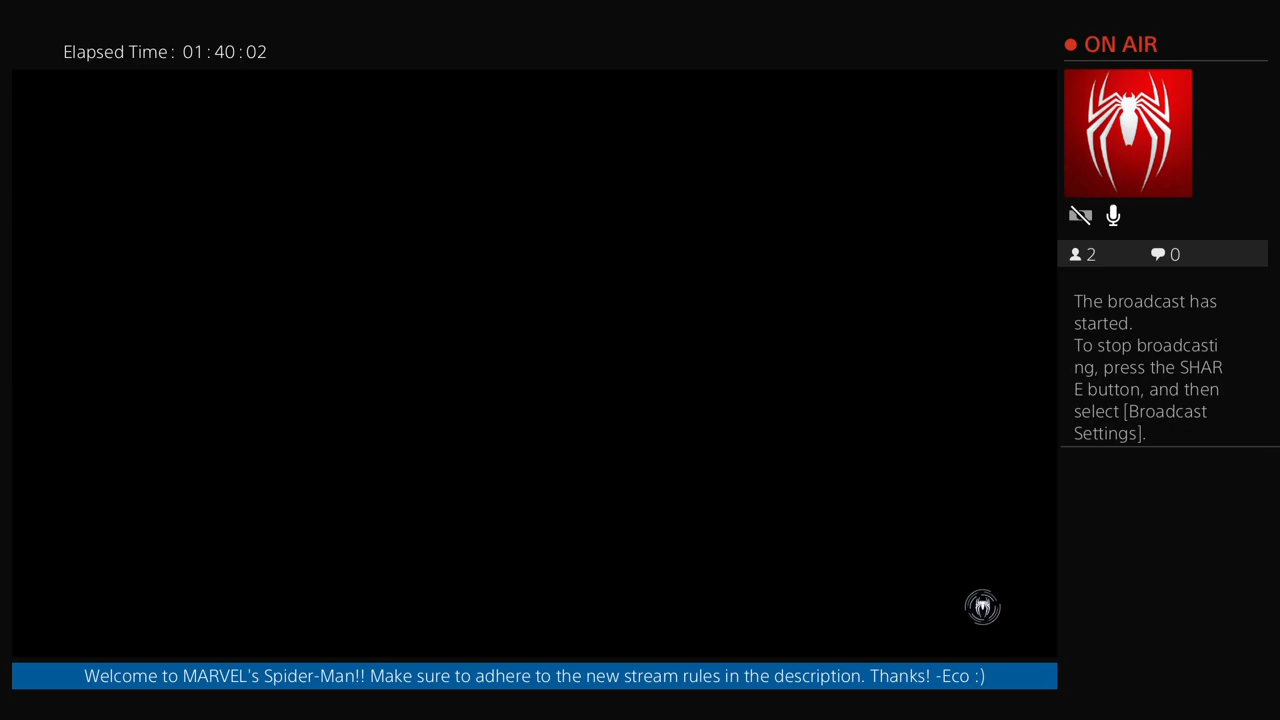 Elapsed Time: 01:40:02
ON AIR
2 0
The broadcast has
started.
To stop broadcasti
ng, press the SHAR
E button, and then
select [Broadcast
Settings].
Welcome to MARVEL's Spider-Man!! Make sure to adhere to the new stream rules in the description. Thanks! -Eco :)